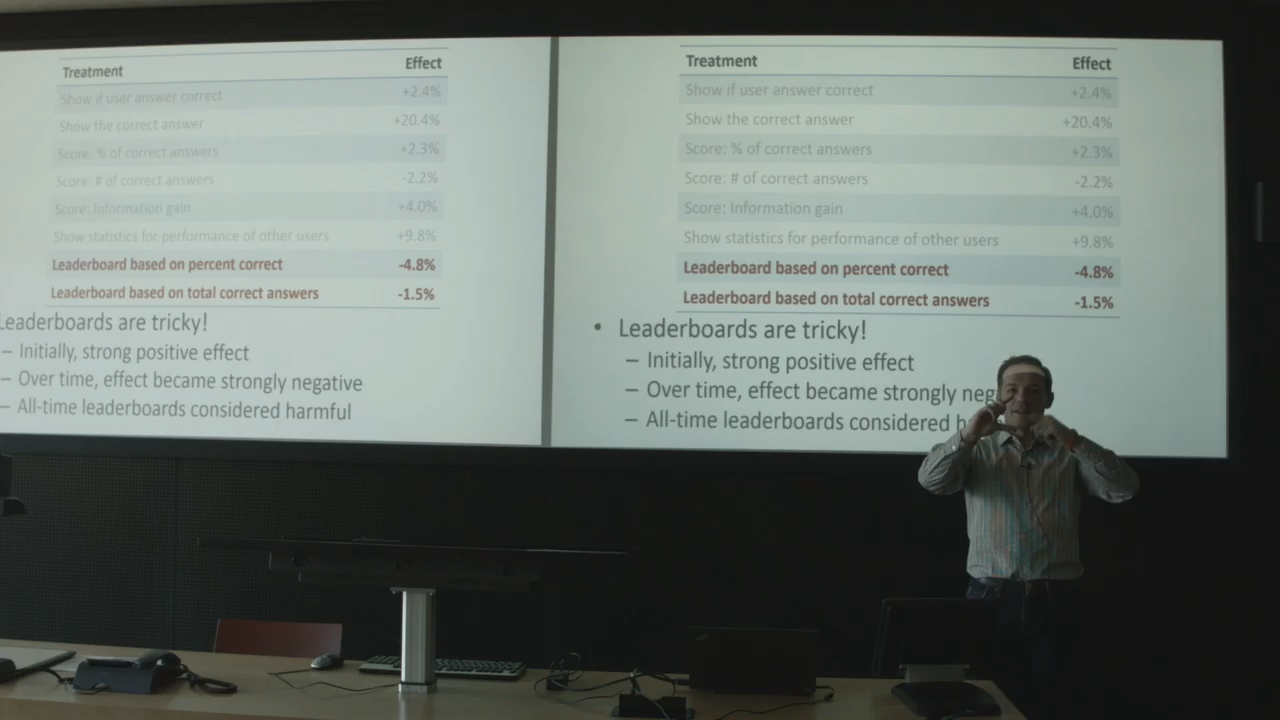 Treatment Effect
Show if user answer correct +2.4%
Show the correct answer +20.4%
Score: % of correct answers +2.3%
Score: # of correct answers -2.2%
Score: Information gain +4.0%
Show statistics for performance of other users +9.8%
Leaderboard based on percent correct -4.8%
Leaderboard based on total correct answers -1.5%
Leaderboards are tricky!
– Initially, strong positive effect
– Over time, effect became strongly negative
– All-time leaderboards considered harmful
Treatment Effect
Show if user answer correct +2.4%
Show the correct answer +20.4%
Score: % of correct answers +2.3%
Score: # of correct answers -2.2%
Score: Information gain +4.0%
Show statistics for performance of other users +9.8%
Leaderboard based on percent correct -4.8%
Leaderboard based on total correct answers -1.5%
• Leaderboards are tricky!
– Initially, strong positive effect
– Over time, effect became strongly neg
– All-time leaderboards considered h